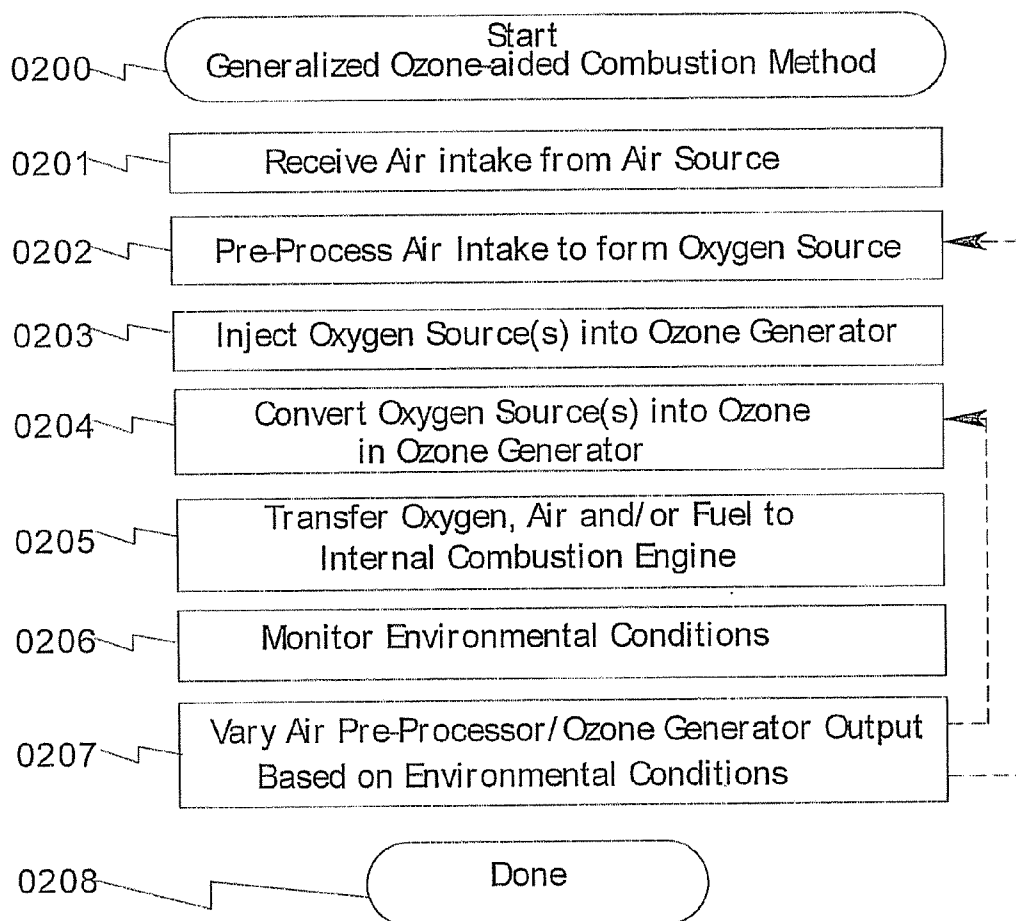 Start
0200 Generalized Ozone-aided Combustion Method
0201 Receive Air intake from Air Source
0202 Pre-Process Air Intake to form Oxygen Source
0203 Inject Oxygen Source(s) into Ozone Generator
0204 Convert Oxygen Source(s) into Ozone
in Ozone Generator
0205 Transfer Oxygen, Air and/or Fuel to
Internal Combustion Engine
0206 Monitor Environmental Conditions
0207 Vary Air Pre-Processor/Ozone Generator Output
Based on Environmental Conditions
0208 Done